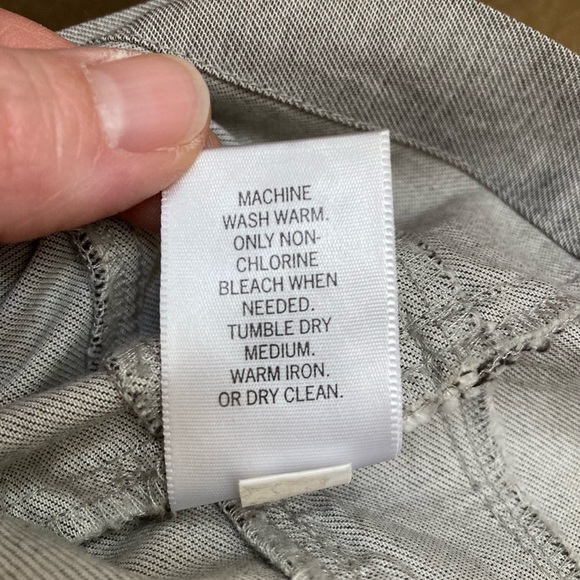 MACHINE
WASH WARM.
ONLY NON-
CHLORINE
BLEACH WHEN
NEEDED.
TUMBLE DRY
MEDIUM.
WARM IRON.
OR DRY CLEAN.